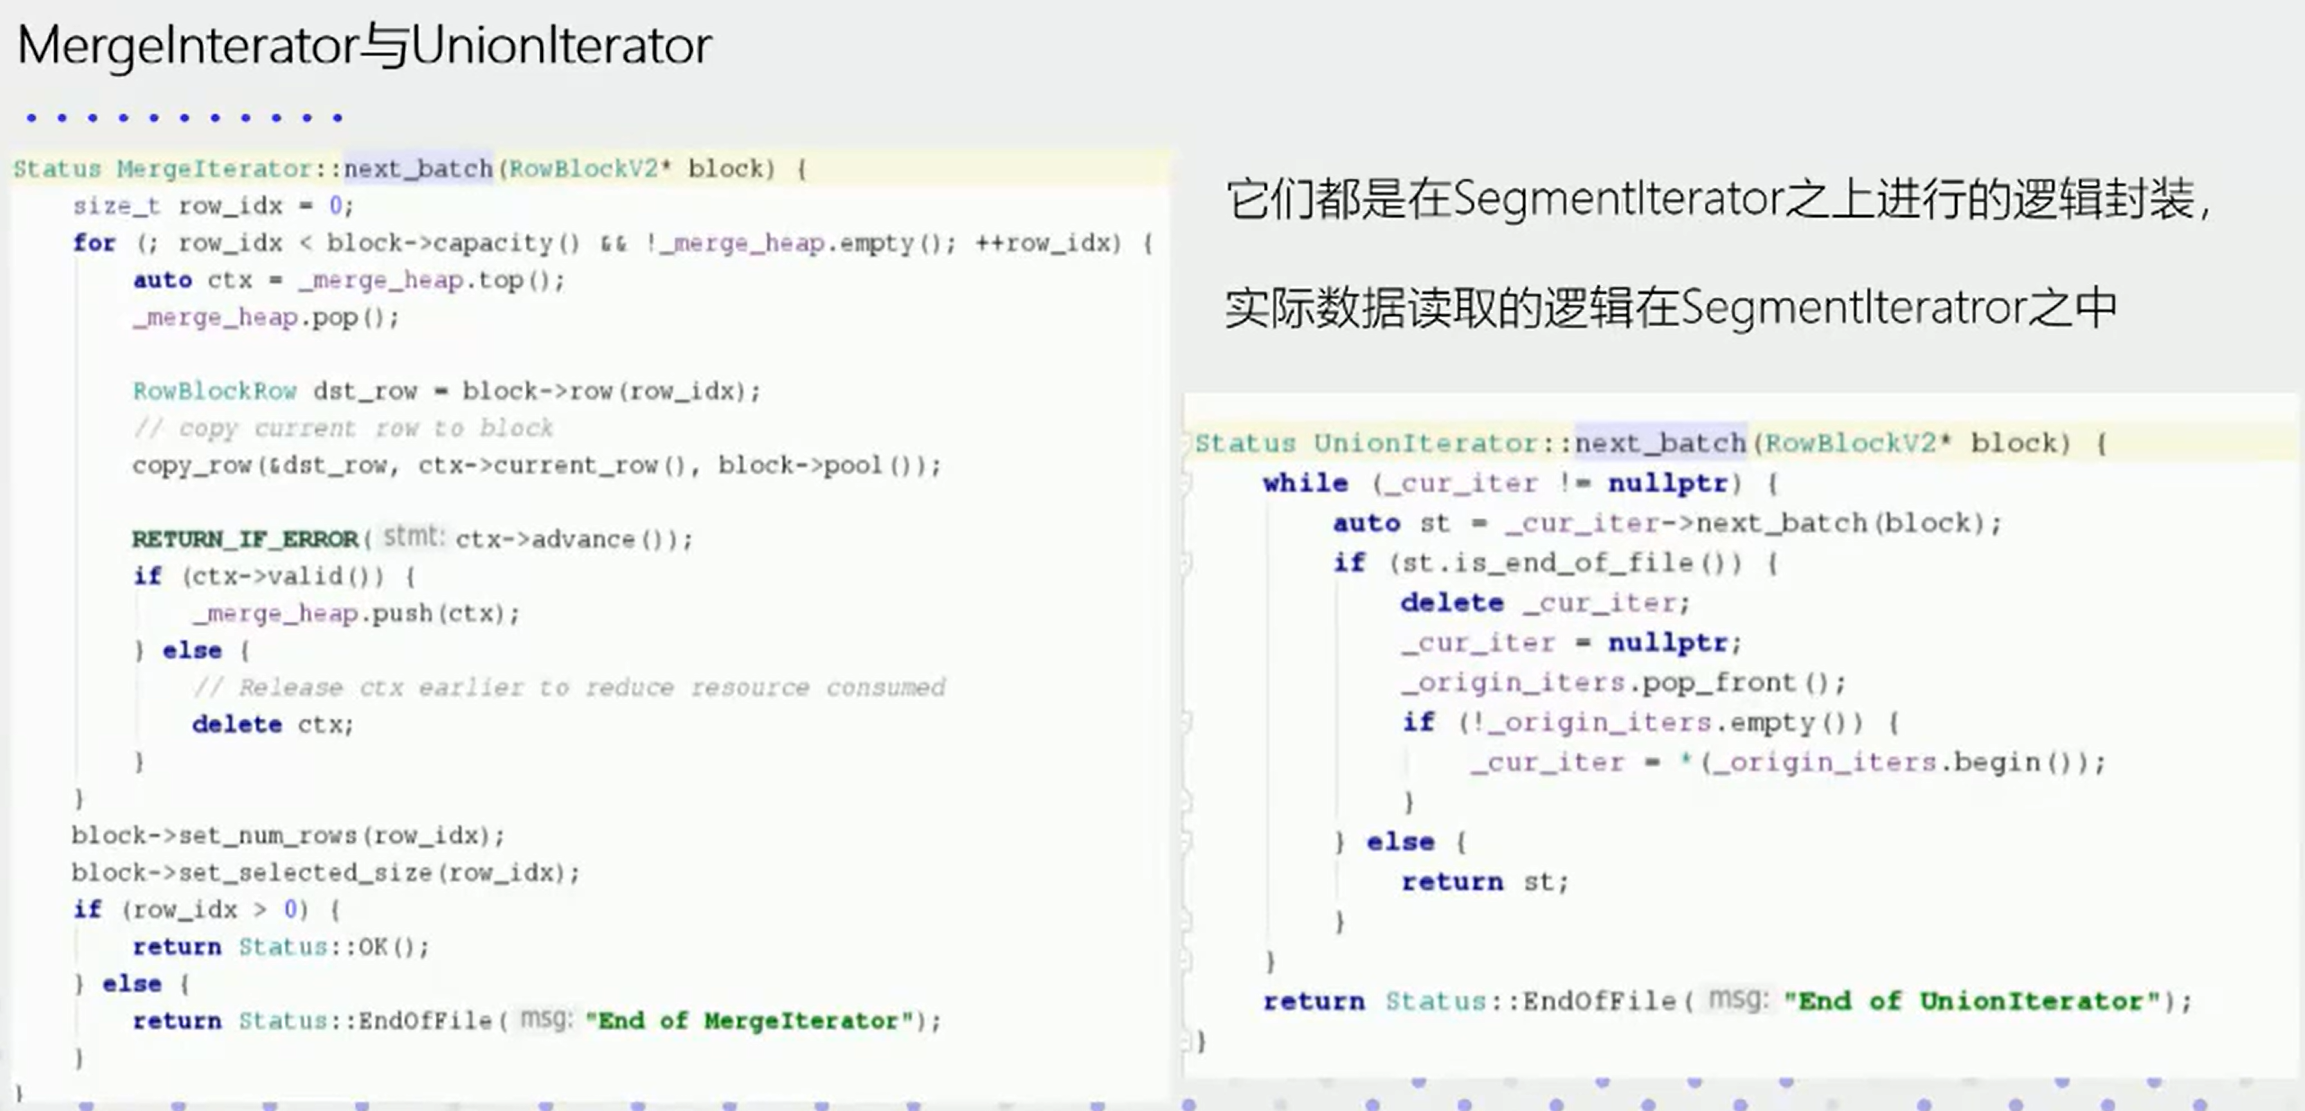 MergeInterator与UnionIterator
Status MergeIterator::next_batch(RowBlockV2* block) {
size_t row_idx = 0;
for (; row_idx < block->capacity() && !_merge_heap.empty(); ++row_idx) {
auto ctx = _merge_heap.top();
_merge_heap.pop();
RowBlockRow dst_row = block->row(row_idx);
// copy current row to block
copy_row(&dst_row, ctx->current_row(), block->pool());
RETURN_IF_ERROR( stmt: ctx->advance());
if (ctx->valid()) {
_merge_heap.push(ctx);
} else {
// Release ctx earlier to reduce resource consumed
delete ctx;
}
}
block->set_num_rows(row_idx);
block->set_selected_size(row_idx);
if (row_idx > 0) {
return Status::OK();
} else {
return Status::EndOfFile( msg: "End of MergeIterator");
}
}
它们都是在SegmentIterator之上进行的逻辑封装,
实际数据读取的逻辑在SegmentIteratror之中
Status UnionIterator::next_batch(RowBlockV2* block) {
while (_cur_iter != nullptr) {
auto st = _cur_iter->next_batch(block);
if (st.is_end_of_file()) {
delete _cur_iter;
_cur_iter = nullptr;
_origin_iters.pop_front();
if (!_origin_iters.empty()) {
_cur_iter = *(_origin_iters.begin());
}
} else {
return st;
}
}
return Status::EndOfFile( msg: "End of UnionIterator");
}